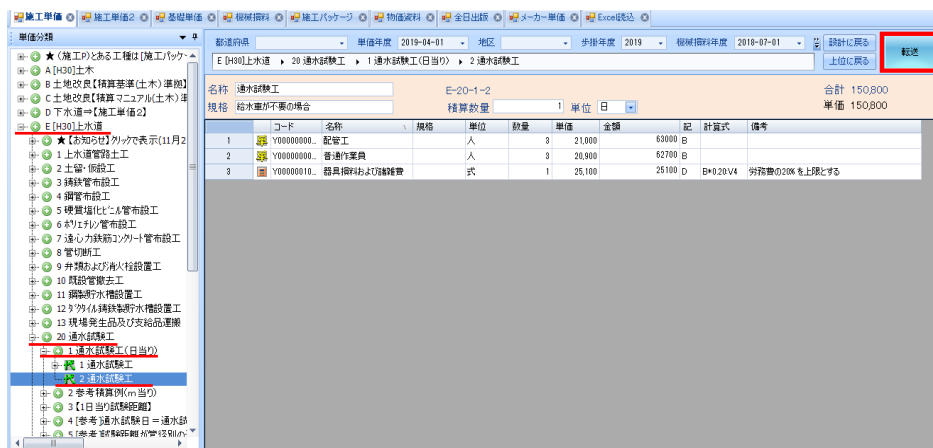 施工単価 施工単価2 基礎単価 機械損料 施工パッケージ 物価資料 全日出版 メーカー単価 Excel読込
単価分類
都道府県 単価年度 2019-04-01 地区 歩掛年度 2019 機械損料年度 2018-07-01 設計に戻る 転送
E [H30]上水道 20 通水試験工 1 通水試験工(日当り) 2 通水試験工 上位に戻る
名称 通水試験工 E-20-1-2 合計 150,800
規格 給水車が不要の場合 積算数量 1 単位 日 単価 150,800
コード 名称 規格 単位 数量 単価 金額 記 計算式 備考
1 Y00000000... 配管工 人 3 21,000 63000 B
2 Y00000000... 普通作業員 人 3 20,900 62700 B
3 Y00000010... 器具損料および諸雑費 式 1 25,100 25100 D B*0.20:V4 労務費の20%を上限とする
★ (施工P)とある工種は[施工パッケー
A [H30]土木
B 土地改良【積算基準(土木)準拠】
C 土地改良【積算マニュアル(土木)準
D 下水道⇒【施工単価2】
E [H30]上水道
★【お知らせ】クリックで表示(11月2
1 上水道管路土工
2 土留・仮設工
3 鋳鉄管布設工
4 鋼管布設工
5 硬質塩化ビニル管布設工
6 ポリエチレン管布設工
7 遠心力鉄筋コンクリート管布設工
8 管切断工
9 弁類および消火栓設置工
10 既設管撤去工
11 鋼製貯水槽設置工
12 ダクタイル鋳鉄製貯水槽設置工
13 現場発生品及び支給品運搬
20 通水試験工
1 通水試験工(日当り)
1 通水試験工
2 通水試験工
2 参考積算例(m当り)
3【1日当り試験距離】
4 [参考]通水試験日=通水試
5 [参考]試験距離が管径別の